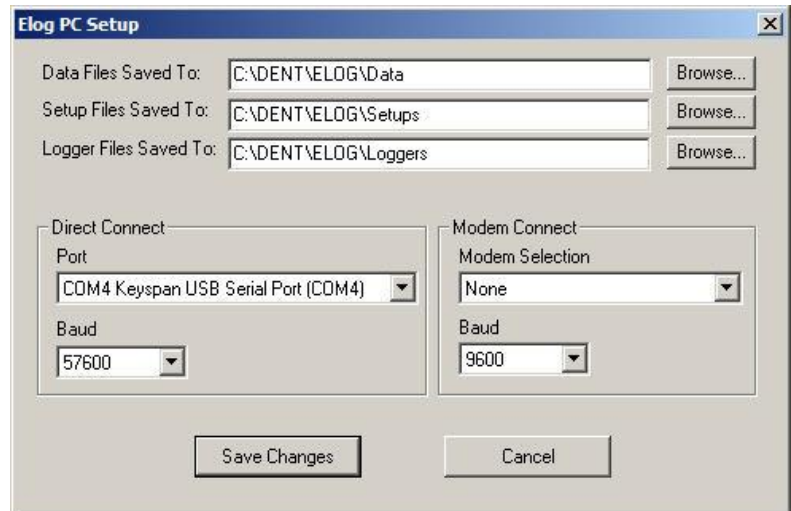 Elog PC Setup
Data Files Saved To: C:\DENT\ELOG\Data Browse...
Setup Files Saved To: C:\DENT\ELOG\Setups Browse...
Logger Files Saved To: C:\DENT\ELOG\Loggers Browse...
Direct Connect Modem Connect
Port Modem Selection
COM4 Keyspan USB Serial Port (COM4) None
Baud Baud
57600 9600
Save Changes Cancel